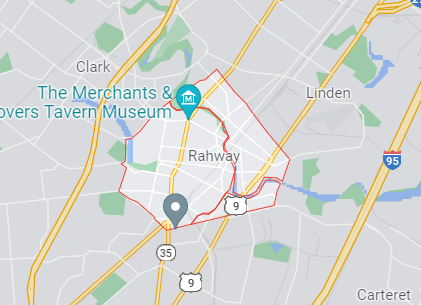 Clark
The Merchants &
overs Tavern Museum
Linden
Rahway
95
9
35
9
Carteret